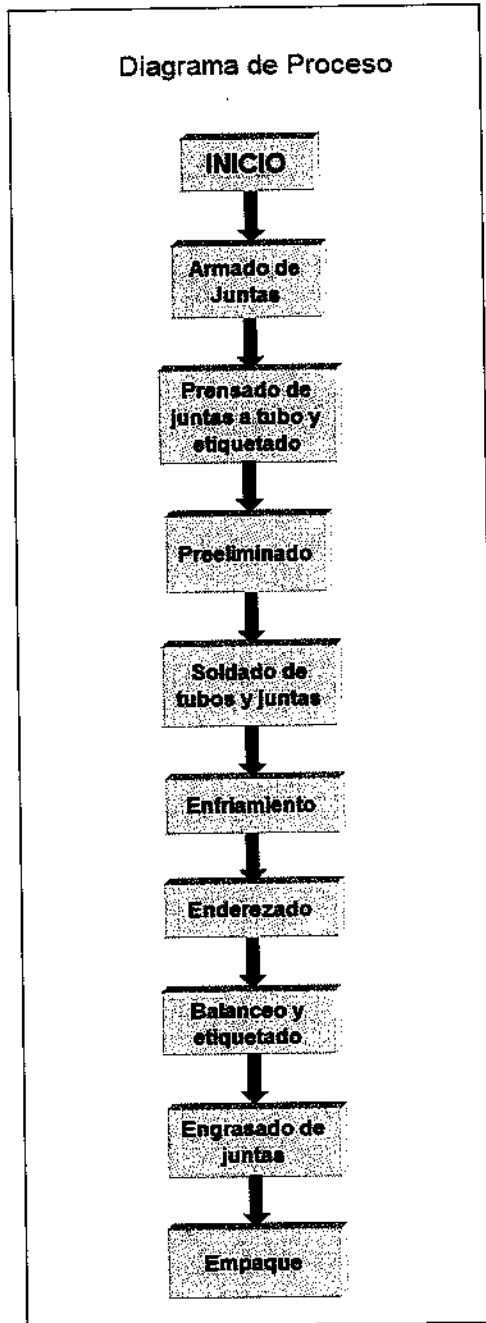 Diagrama de Proceso
INICIO
Armado de
Juntas
Prensado de
juntas a tubo y
etiquetado
Preeliminado
Soldado de
tubos y juntas
Enfriamiento
Enderezado
Balanceo y
etiquetado
Engrasado de
juntas
Empaque